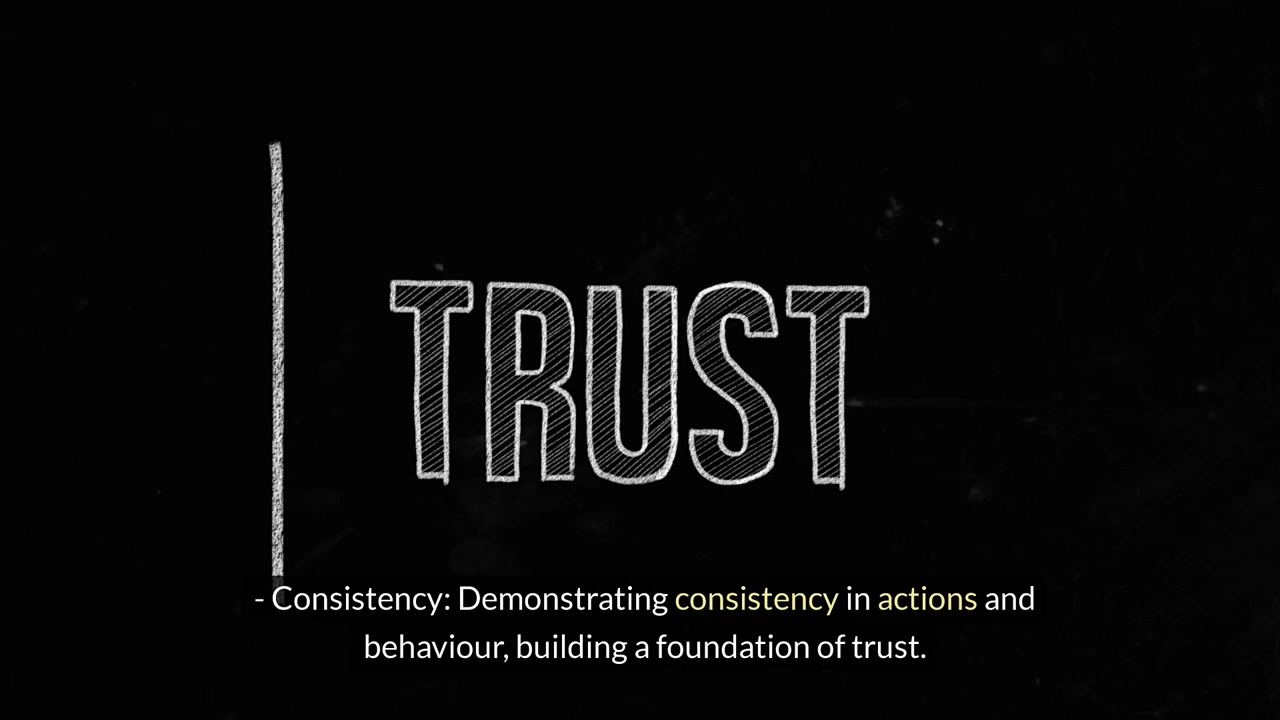 TRUST
- Consistency: Demonstrating consistency in actions and
behaviour, building a foundation of trust.